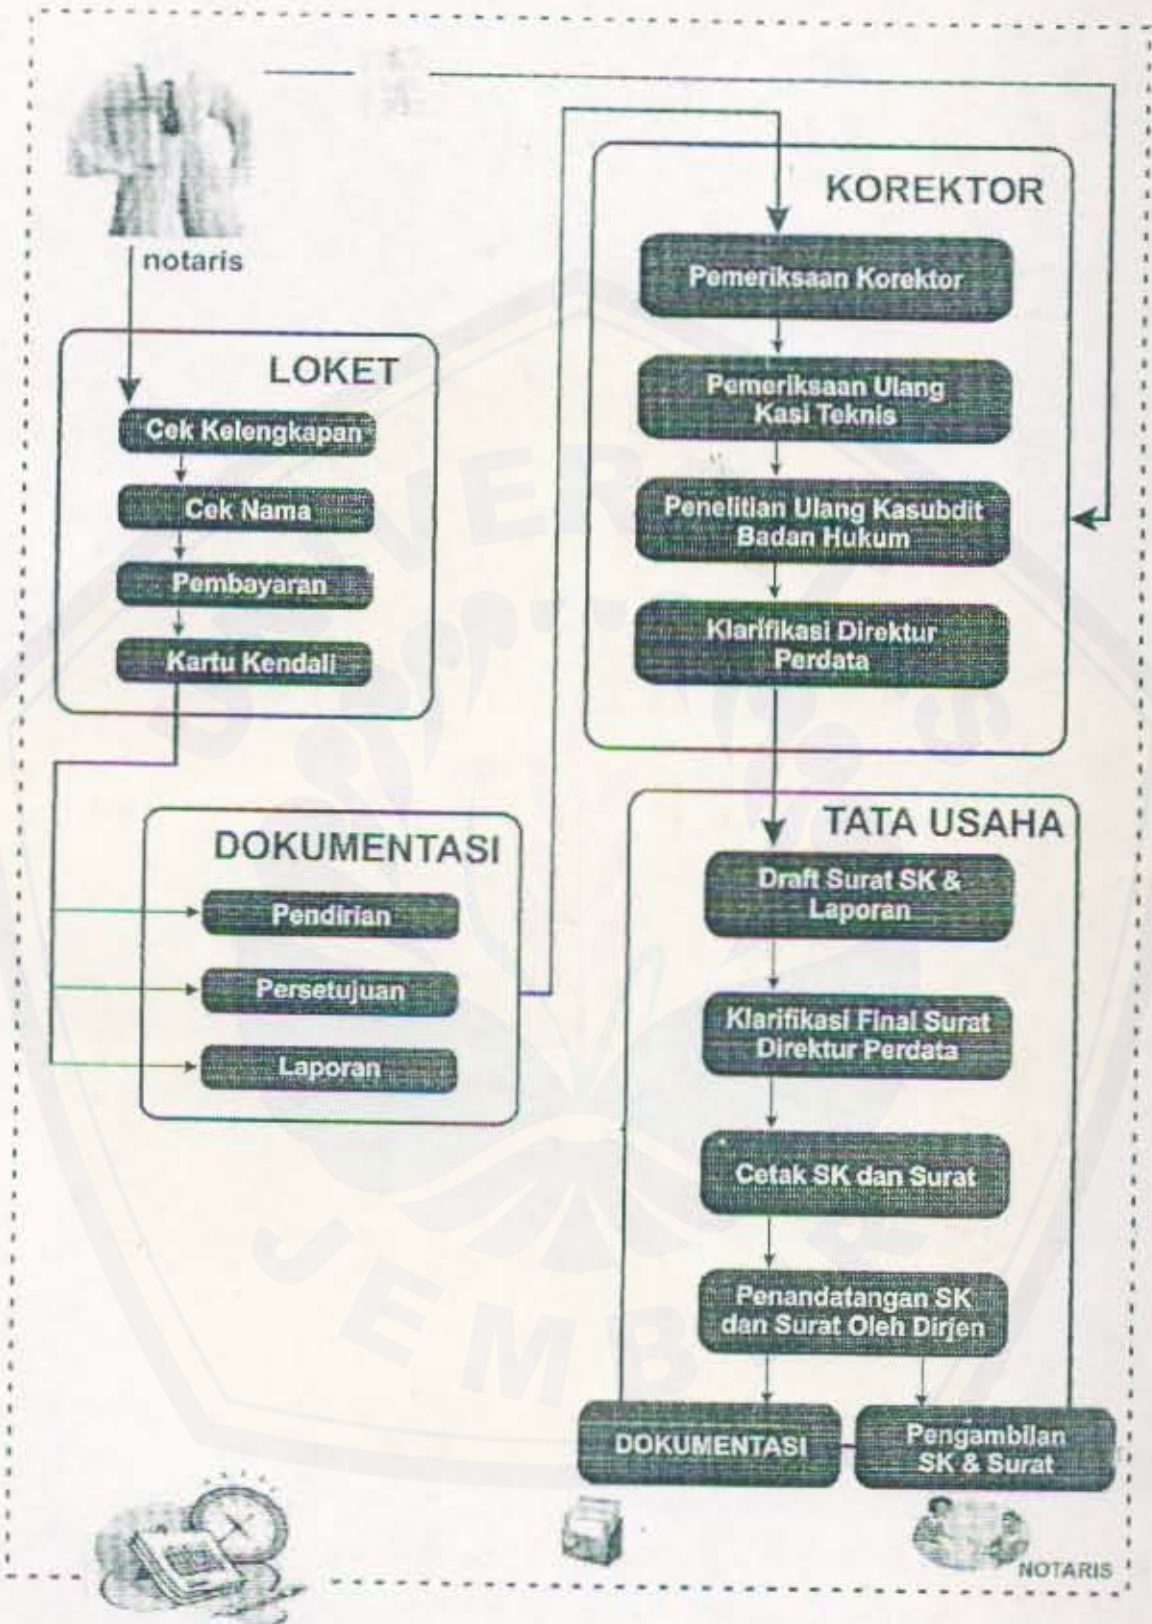 notaris
LOKET
Cek Kelengkapan
Cek Nama
Pembayaran
Kartu Kendali
DOKUMENTASI
Pendirian
Persetujuan
Laporan
KOREKTOR
Pemeriksaan Korektor
Pemeriksaan Ulang
Kasi Teknis
Penelitian Ulang Kasubdit
Badan Hukum
Klarifikasi Direktur
Perdata
TATA USAHA
Draft Surat SK &
Laporan
Klarifikasi Final Surat
Direktur Perdata
Cetak SK dan Surat
Penandatangan SK
dan Surat Oleh Dirjen
DOKUMENTASI
Pengambilan
SK & Surat
NOTARIS
JEMBER